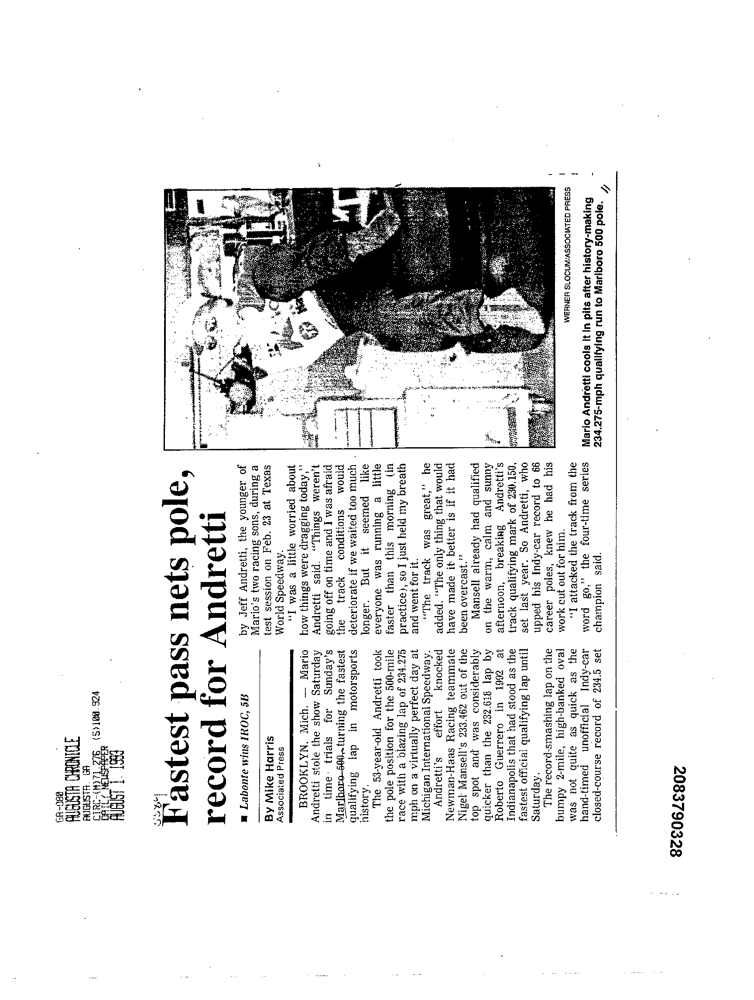 GA-080
AUGUSTA CHRONICLE
AUGUSTA, GA
CIRC-(M)71,276 (S)100,924
DAILY NEWSPAPER
AUGUST 1 1993
Fastest pass nets pole,
record for Andretti
■ Labonte wins IROC, 5B
By Mike Harris
Associated Press
BROOKLYN, Mich. — Mario
Andretti stole the show Saturday
in time trials for Sunday's
Marlboro 500, turning the fastest
qualifying lap in motorsports
history.
The 53-year-old Andretti took
the pole position for the 500-mile
race with a blazing lap of 234.275
mph on a virtually perfect day at
Michigan International Speedway.
Andretti's effort knocked
Newman-Haas Racing teammate
Nigel Mansell's 233.462 out of the
top spot and was considerably
quicker than the 232.618 lap by
Roberto Guerrero in 1992 at
Indianapolis that had stood as the
fastest official qualifying lap until
Saturday.
The record-smashing lap on the
bumpy 2-mile, high-banked oval
was not quite as quick as the
hand-timed unofficial Indy-car
closed-course record of 234.5 set
by Jeff Andretti, the younger of
Mario's two racing sons, during a
test session on Feb. 23 at Texas
World Speedway.
"I was a little worried about
how things were dragging today,"
Andretti said. "Things weren't
going off on time and I was afraid
the track conditions would
deteriorate if we waited too much
longer. But it seemed like
everyone was running a little
faster than this morning (in
practice), so I just held my breath
and went for it.
"The track was great," he
added. "The only thing that would
have made it better is if it had
been overcast."
Mansell already had qualified
on the warm, calm and sunny
afternoon, breaking Andretti's
track qualifying mark of 230.150,
set last year. So Andretti, who
upped his Indy-car record to 66
career poles, knew he had his
work cut out for him.
"I attacked the track from the
word go," the four-time series
champion said.
WERNER SLOCUM/ASSOCIATED PRESS
Mario Andretti cools it in pits after history-making
234.275-mph qualifying run to Marlboro 500 pole.
2083790328